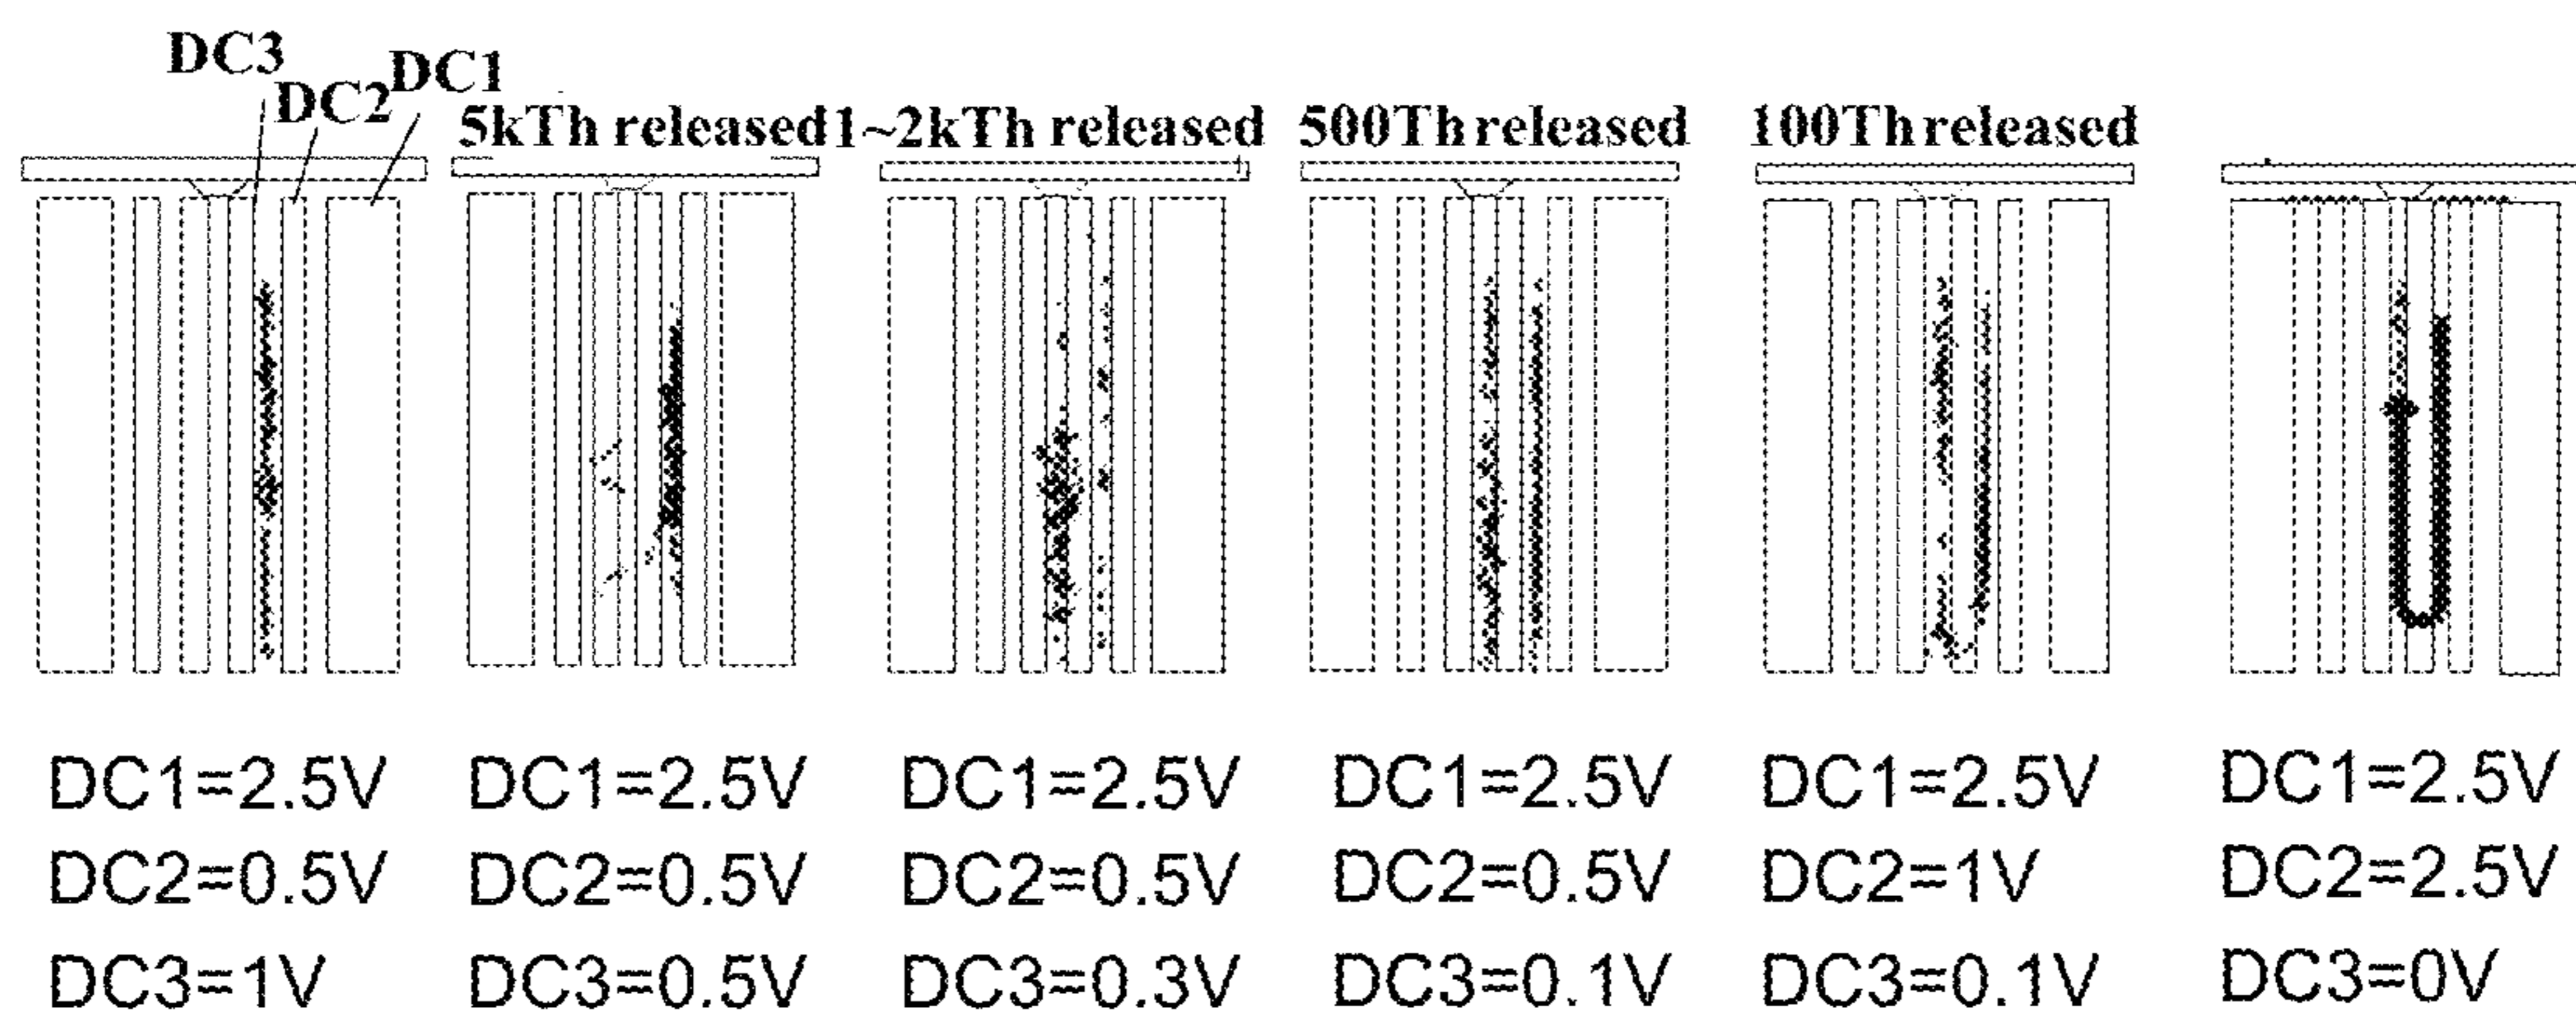 DC3
DC2
DC1
5kTh released
1~2kTh released
500Th released
100Th released
DC1=2.5V
DC2=0.5V
DC3=1V
DC1=2.5V
DC2=0.5V
DC3=0.5V
DC1=2.5V
DC2=0.5V
DC3=0.3V
DC1=2.5V
DC2=0.5V
DC3=0.1V
DC1=2.5V
DC2=1V
DC3=0.1V
DC1=2.5V
DC2=2.5V
DC3=0V